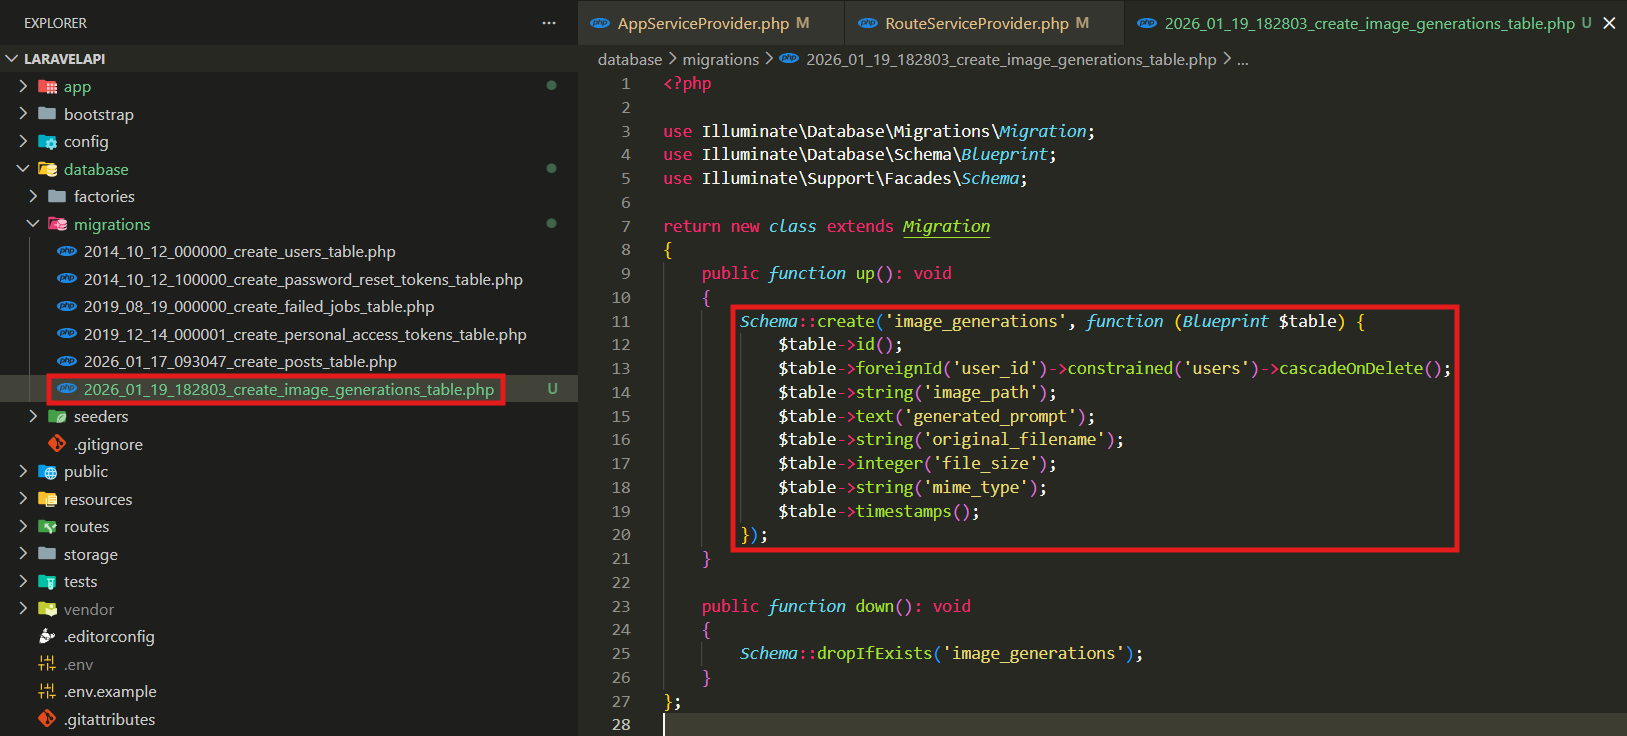 EXPLORER
LARAVELAPI
app
bootstrap
config
database
factories
migrations
2014_10_12_000000_create_users_table.php
2014_10_12_100000_create_password_reset_tokens_table.php
2019_08_19_000000_create_failed_jobs_table.php
2019_12_14_000001_create_personal_access_tokens_table.php
2026_01_17_093047_create_posts_table.php
2026_01_19_182803_create_image_generations_table.php U
seeders
.gitignore
public
resources
routes
storage
tests
vendor
.editorconfig
.env
.env.example
.gitattributes
AppServiceProvider.php M
RouteServiceProvider.php M
2026_01_19_182803_create_image_generations_table.php U
database > migrations > 2026_01_19_182803_create_image_generations_table.php > ...
1 <?php
2
3 use Illuminate\Database\Migrations\Migration;
4 use Illuminate\Database\Schema\Blueprint;
5 use Illuminate\Support\Facades\Schema;
6
7 return new class extends Migration
8 {
9 public function up(): void
10 {
11 Schema::create('image_generations', function (Blueprint $table) {
12 $table->id();
13 $table->foreignId('user_id')->constrained('users')->cascadeOnDelete();
14 $table->string('image_path');
15 $table->text('generated_prompt');
16 $table->string('original_filename');
17 $table->integer('file_size');
18 $table->string('mime_type');
19 $table->timestamps();
20 });
21 }
22
23 public function down(): void
24 {
25 Schema::dropIfExists('image_generations');
26 }
27 };
28